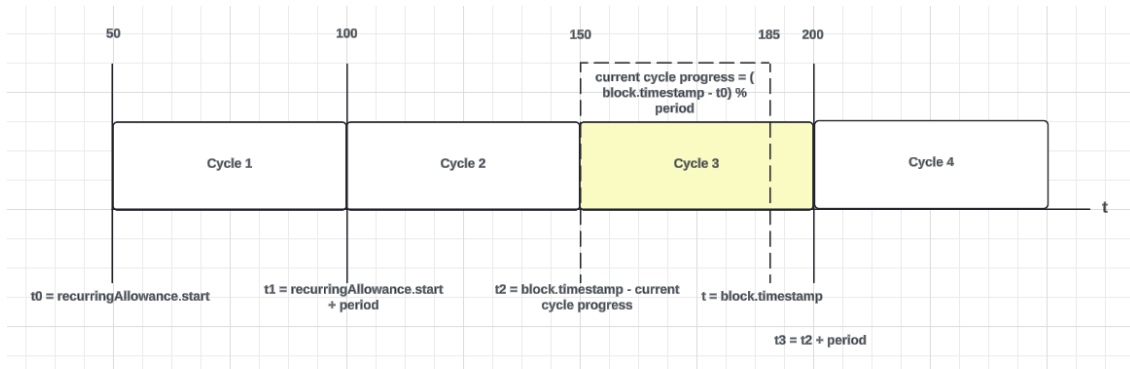 50
100
150
185
200
current cycle progress = (
block.timestamp - t0) %
period
Cycle 1
Cycle 2
Cycle 3
Cycle 4
t
t0 = recurringAllowance.start
t1 = recurringAllowance.start
+ period
t2 = block.timestamp - current
cycle progress
t = block.timestamp
t3 = t2 + period